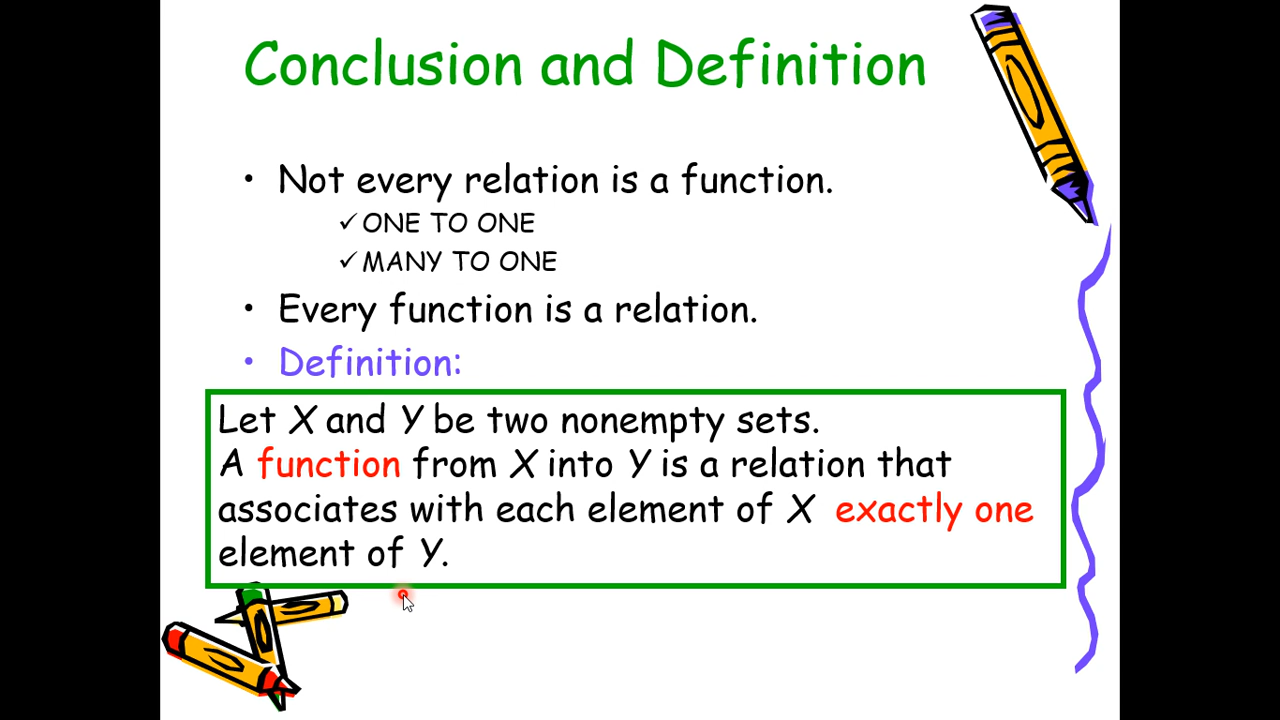 Conclusion and Definition
• Not every relation is a function.
✓ ONE TO ONE
✓ MANY TO ONE
• Every function is a relation.
• Definition:
Let X and Y be two nonempty sets.
A function from X into Y is a relation that
associates with each element of X exactly one
element of Y.